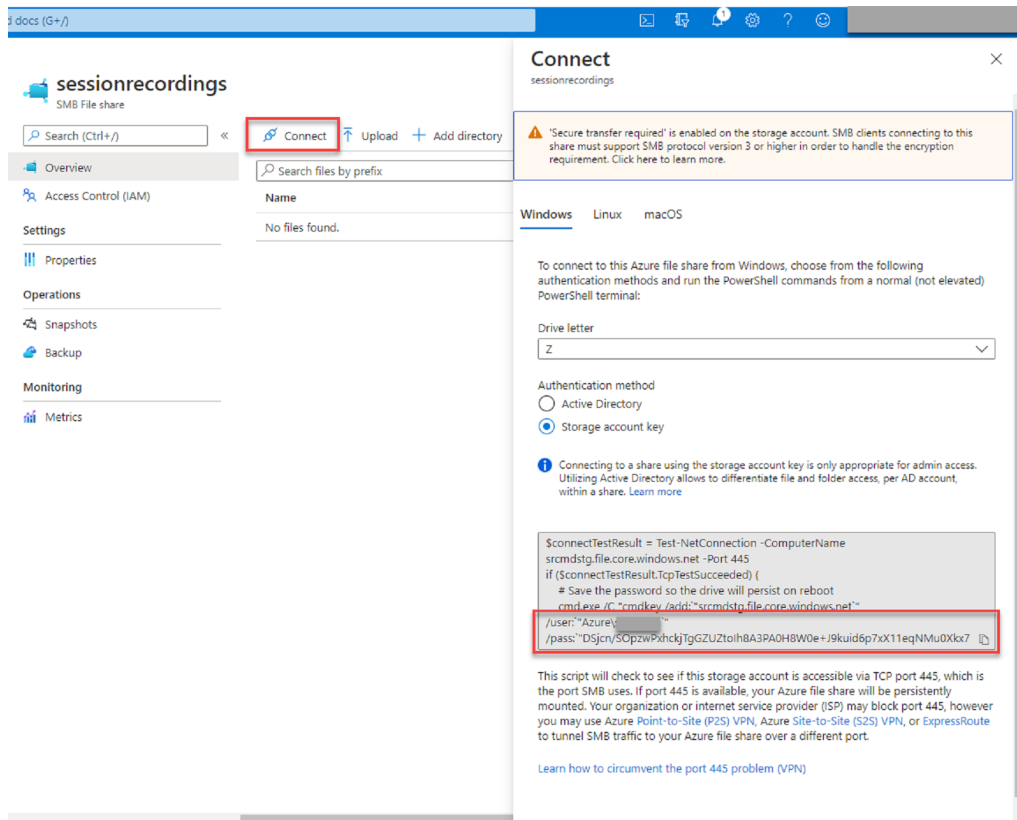 d docs (G+/)
1
sessionrecordings
SMB File share
Search (Ctrl+/)
«
Overview
Access Control (IAM)
Settings
Properties
Operations
Snapshots
Backup
Monitoring
Metrics
Connect
Upload
Add directory
Search files by prefix
Name
No files found.
Connect
sessionrecordings
'Secure transfer required' is enabled on the storage account. SMB clients connecting to this
share must support SMB protocol version 3 or higher in order to handle the encryption
requirement. Click here to learn more.
Windows Linux macOS
To connect to this Azure file share from Windows, choose from the following
authentication methods and run the PowerShell commands from a normal (not elevated)
PowerShell terminal:
Drive letter
Z
Authentication method
Active Directory
Storage account key
Connecting to a share using the storage account key is only appropriate for admin access.
Utilizing Active Directory allows to differentiate file and folder access, per AD account,
within a share. Learn more
$connectTestResult = Test-NetConnection -ComputerName
srcmdstg.file.core.windows.net -Port 445
if ($connectTestResult.TcpTestSucceeded) {
# Save the password so the drive will persist on reboot
cmd.exe /C "cmdkey /add:`"srcmdstg.file.core.windows.net`"
/user:`"Azure\ `"
/pass:`"DSjcn/SOpzwPxhckjTgGZUZtoIh8A3PA0H8W0e+J9kuid6p7xX11eqNMu0Xkx7
This script will check to see if this storage account is accessible via TCP port 445, which is
the port SMB uses. If port 445 is available, your Azure file share will be persistently
mounted. Your organization or internet service provider (ISP) may block port 445, however
you may use Azure Point-to-Site (P2S) VPN, Azure Site-to-Site (S2S) VPN, or ExpressRoute
to tunnel SMB traffic to your Azure file share over a different port.
Learn how to circumvent the port 445 problem (VPN)